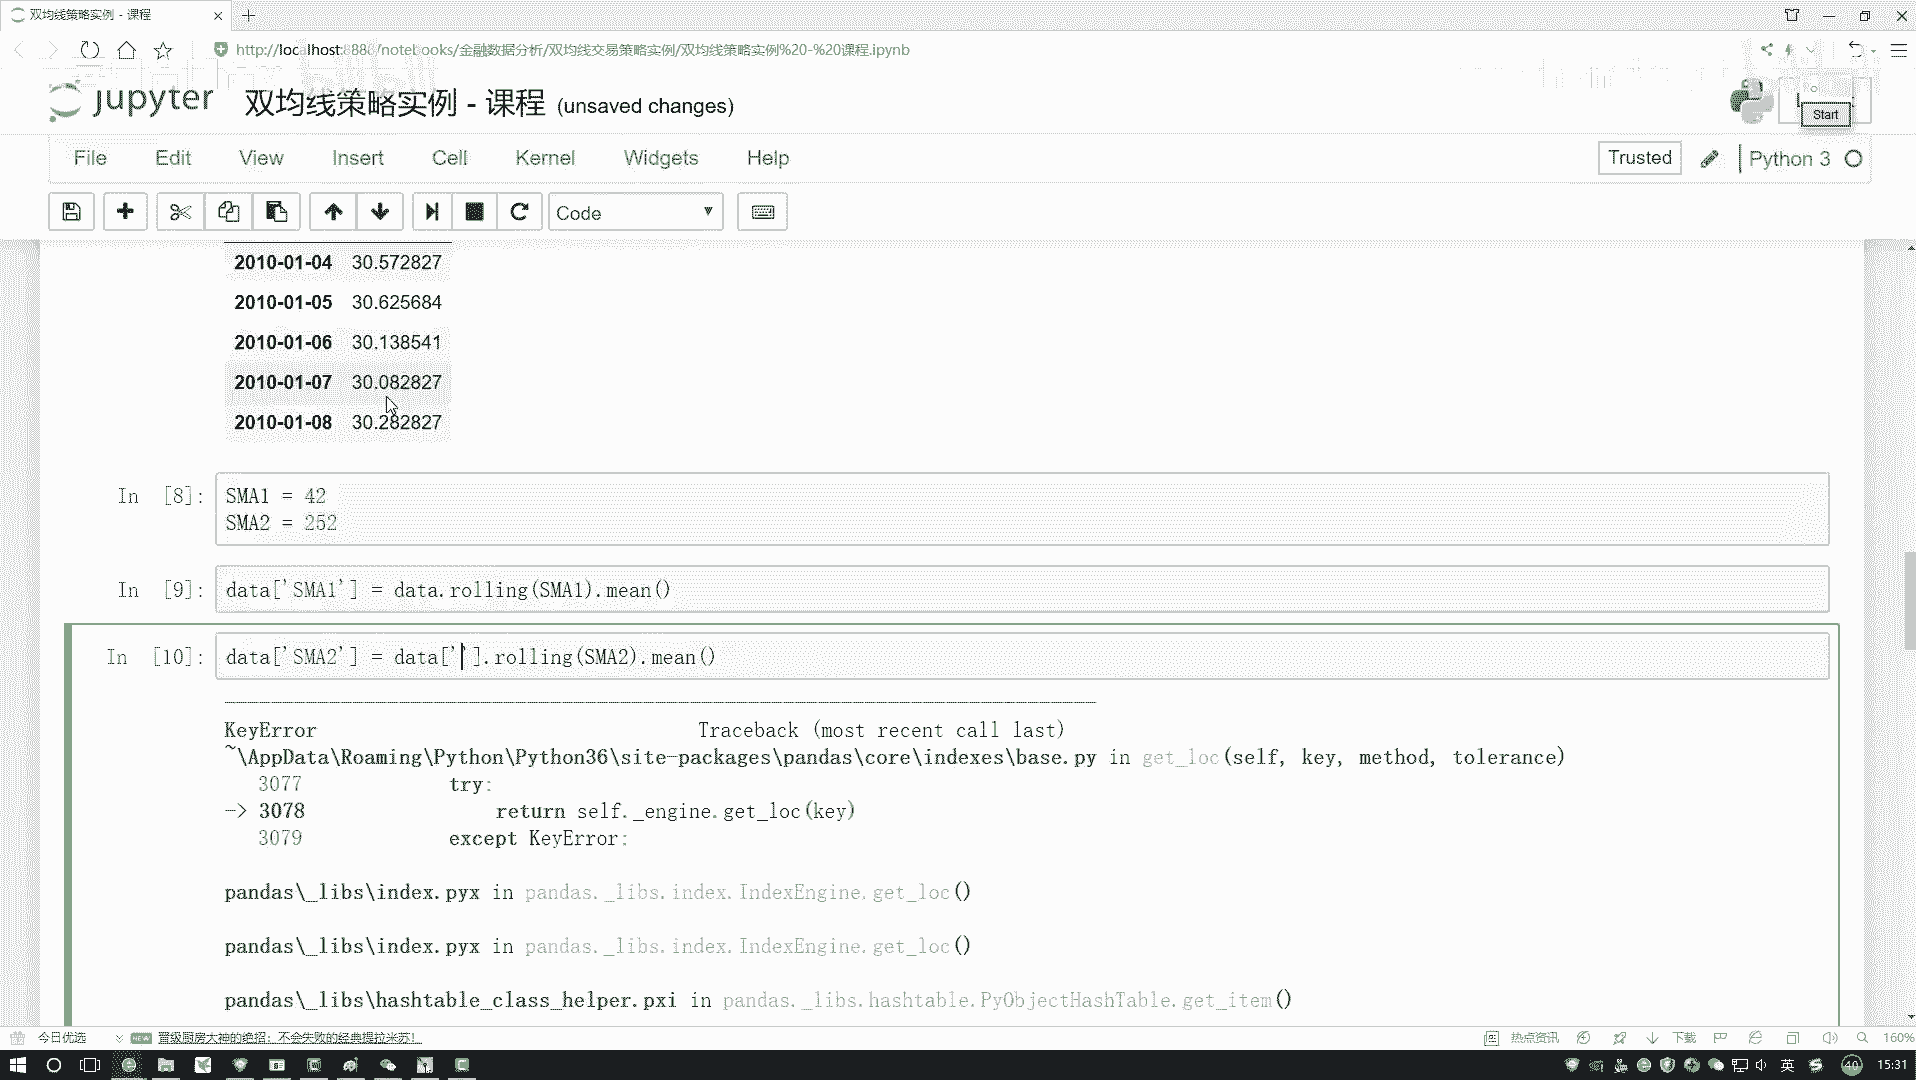 双均线策略实例 - 课程
http://localhost:8888/notebooks/金融数据分析/双均线交易策略实例/双均线策略实例%20-%20课程.ipynb
jupyter 双均线策略实例 - 课程 (unsaved changes)
Start
File Edit View Insert Cell Kernel Widgets Help
Trusted
Python 3
Code
2010-01-04 30.572827
2010-01-05 30.625684
2010-01-06 30.138541
2010-01-07 30.082827
2010-01-08 30.282827
In [8]: SMA1 = 42
SMA2 = 252
In [9]: data['SMA1'] = data.rolling(SMA1).mean()
In [10]: data['SMA2'] = data[''].rolling(SMA2).mean()
KeyError Traceback (most recent call last)
~\AppData\Roaming\Python\Python36\site-packages\pandas\core\indexes\base.py in get_loc(self, key, method, tolerance)
3077 try:
-> 3078 return self._engine.get_loc(key)
3079 except KeyError:
pandas\_libs\index.pyx in pandas._libs.index.IndexEngine.get_loc()
pandas\_libs\index.pyx in pandas._libs.index.IndexEngine.get_loc()
pandas\_libs\hashtable_class_helper.pxi in pandas._libs.hashtable.PyObjectHashTable.get_item()
今日优选
NEW 晋级厨房大神的绝招：不会失败的经典提拉米苏！
热点资讯
下载
160%
英
40
15:31